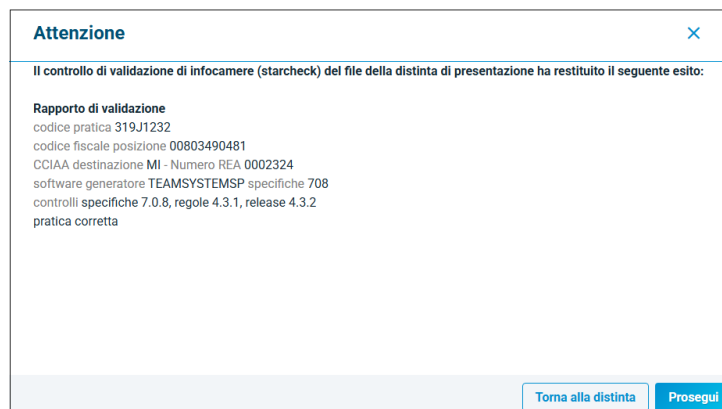 Attenzione
Il controllo di validazione di infocamere (starcheck) del file della distinta di presentazione ha restituito il seguente esito:
Rapporto di validazione
codice pratica 319J1232
codice fiscale posizione 00803490481
CCIAA destinazione MI - Numero REA 0002324
software generatore TEAMSYSTEMSP specifiche 708
controlli specifiche 7.0.8, regole 4.3.1, release 4.3.2
pratica corretta
Torna alla distinta
Prosegui